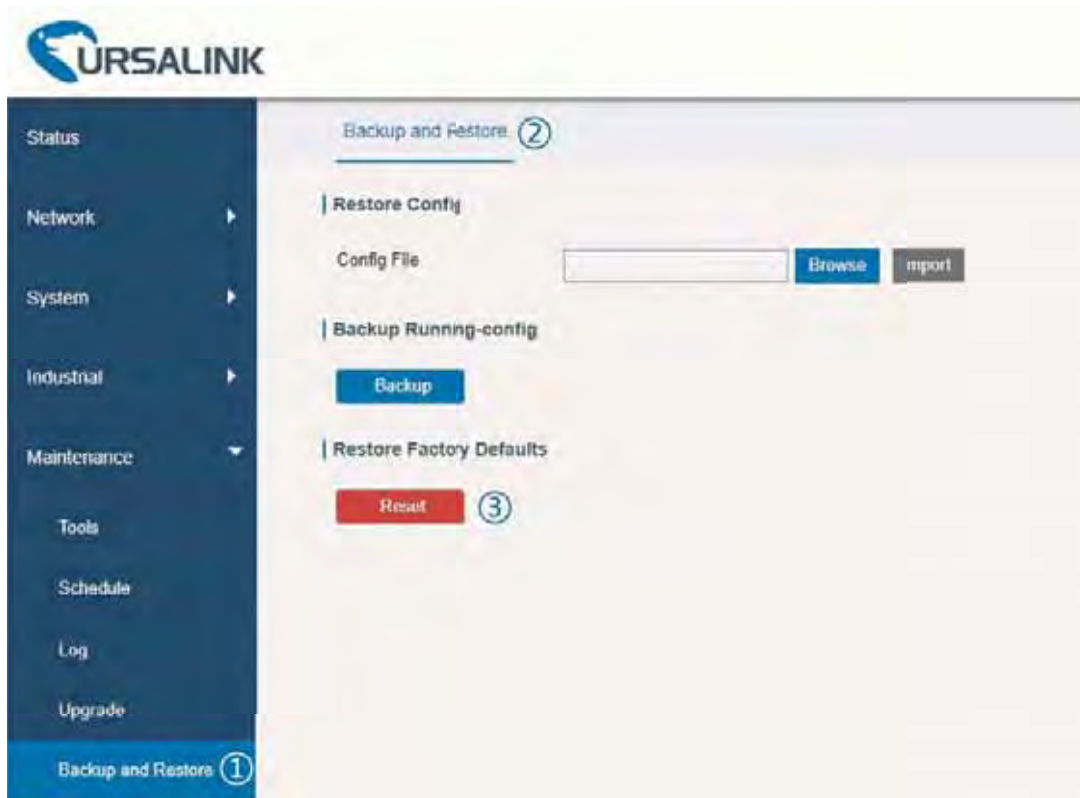 URSALINK
Status
Network
System
Industrial
Maintenance
Tools
Schedule
Log
Upgrade
Backup and Restore ①
Backup and Restore ②
Restore Config
Config File
Browse
mport
Backup Runnng-config
Backup
Restore Factory Defaults
Reset ③